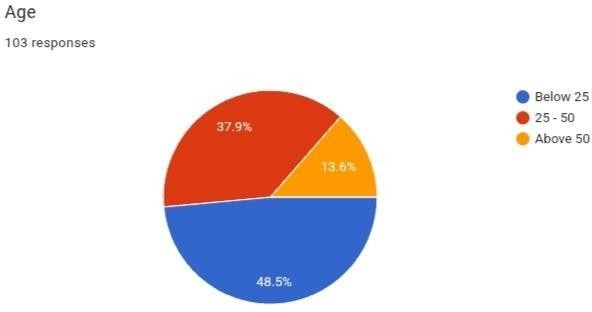 Age
103 responses
Below 25
25 - 50
Above 50
37.9%
13.6%
48.5%